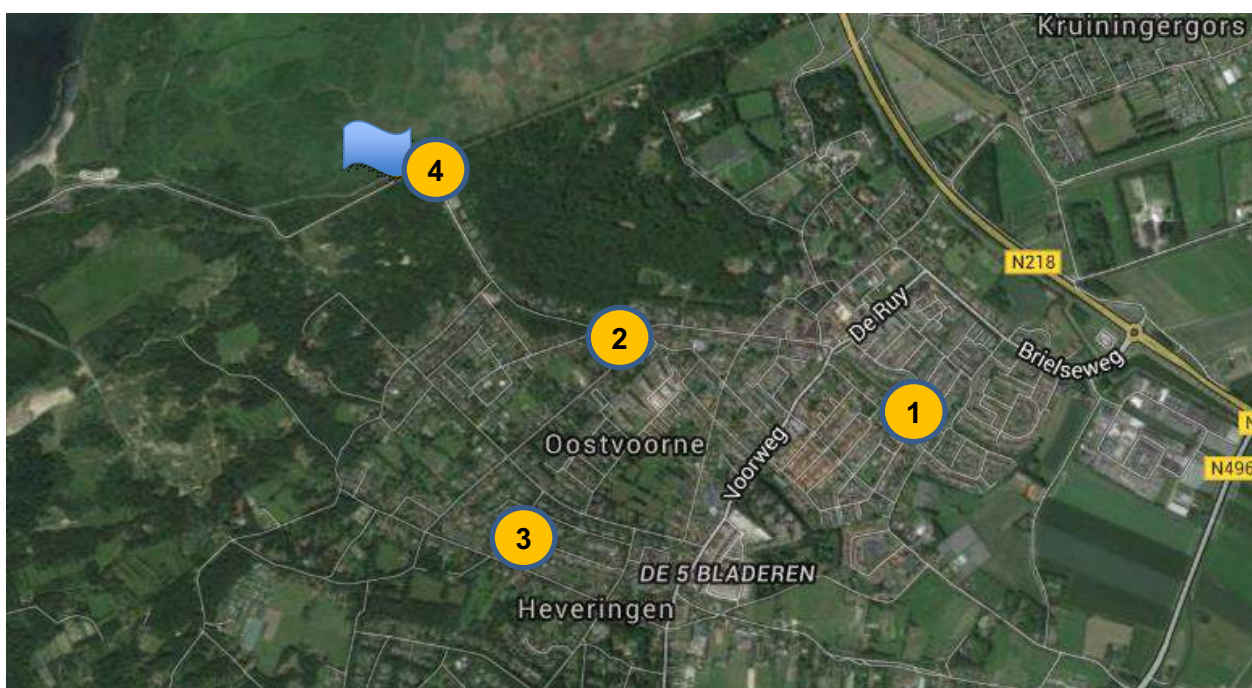 Kruiningergors
4
N218
De Ruy
2
Brielseweg
1
Oostvoorne
Voorweg
N496
3
DE 5 BLADEREN
Heveringen